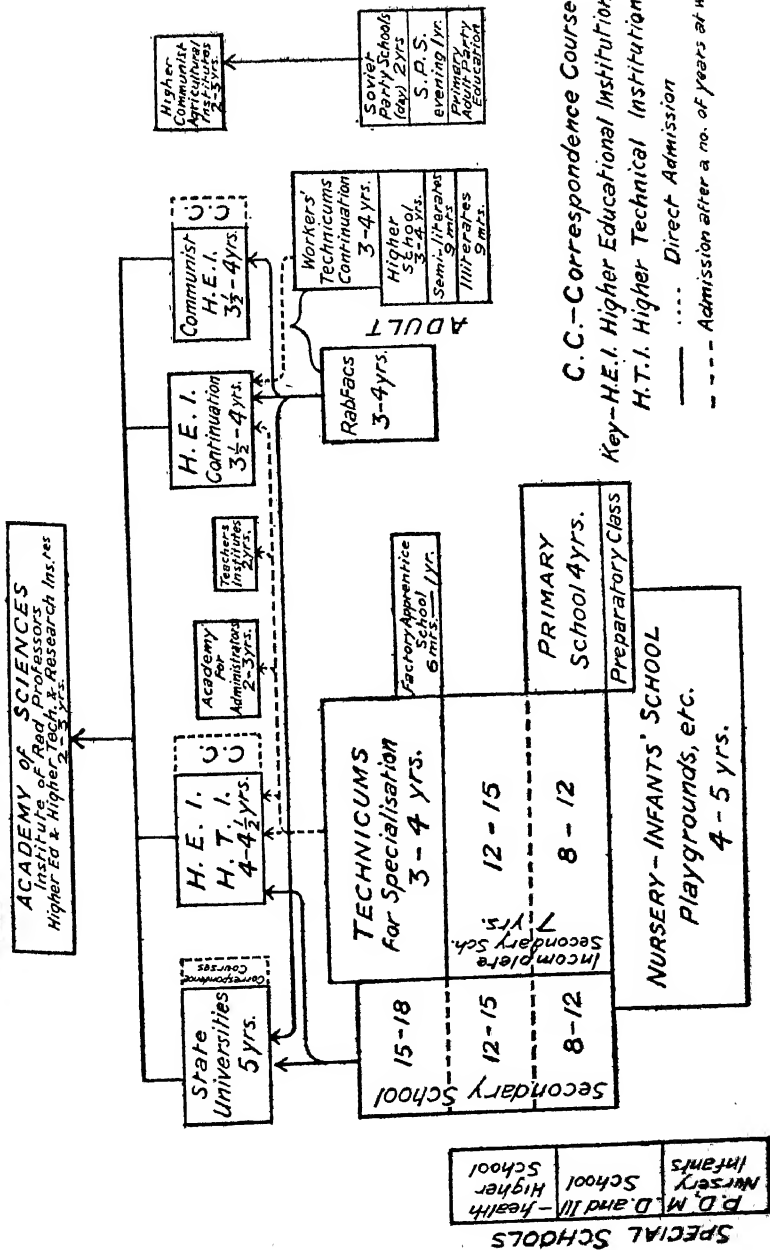 ACADEMY OF SCIENCES
Institute of Red Professors
Higher Ed & Higher Tech. & Research Ins.res
2-3 yrs.
State
Universities
5 yrs.
Correspondence
Courses
H. E. I.
H. T. I.
4-4½ yrs.
C.C.
Academy
For
Administrators
2-3 yrs.
Teachers
Institutes
2 yrs.
H. E. I.
Continuation
3½-4 yrs.
Communist
H. E. I.
3½-4 yrs.
C.C.
Higher
Communist
Agricultural
Institutes
2-3 yrs.
Soviet
Party Schools
(day) 2 yrs
S. P. S.
evening 1 yr.
Primary
Adult Party
Education
Workers'
Technicums
Continuation
3-4 yrs.
Higher
School
3-4 yrs.
Semi-literates
9 mts
Illiterates
9 mts.
ADULT
RabFacs
3-4 yrs.
Factory Apprentice
School
6 mts. — 1 yr.
TECHNICUMS
For Specialisation
3-4 yrs.
12-15
8-12
Incomplete
Secondary Sch.
7 yrs.
PRIMARY
School 4 yrs.
Preparatory Class
15-18
12-15
8-12
Secondary School
NURSERY-INFANTS' SCHOOL
Playgrounds, etc.
4-5 yrs.
SPECIAL SCHOOLS
P.D, M.D. and Ill-health
Nursery
Infants
School
Higher
School
C.C.-Correspondence Course
Key-H.E.I. Higher Educational Institution
H.T.I. Higher Technical Institution
—— .... Direct Admission
- - - Admission after a no. of years at